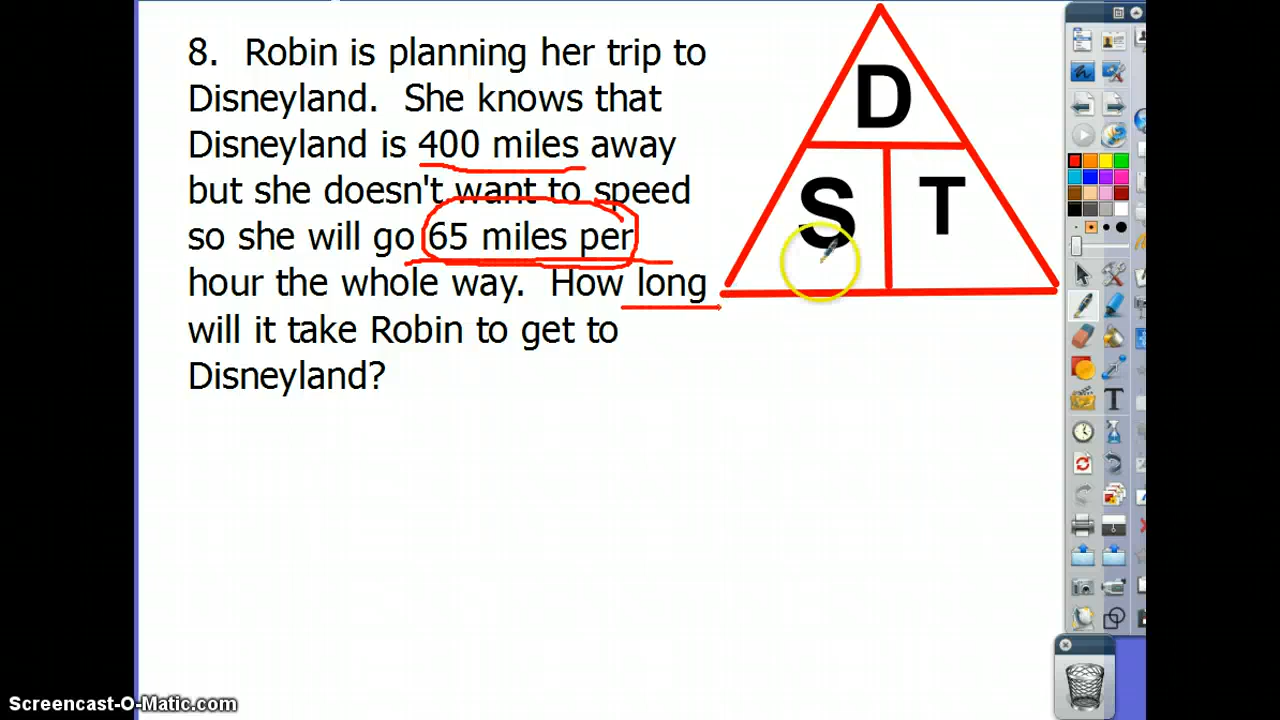 8. Robin is planning her trip to
Disneyland. She knows that
Disneyland is 400 miles away
but she doesn't want to speed
so she will go 65 miles per
hour the whole way. How long
will it take Robin to get to
Disneyland?
D
S T
T
Screencast-O-Matic.com